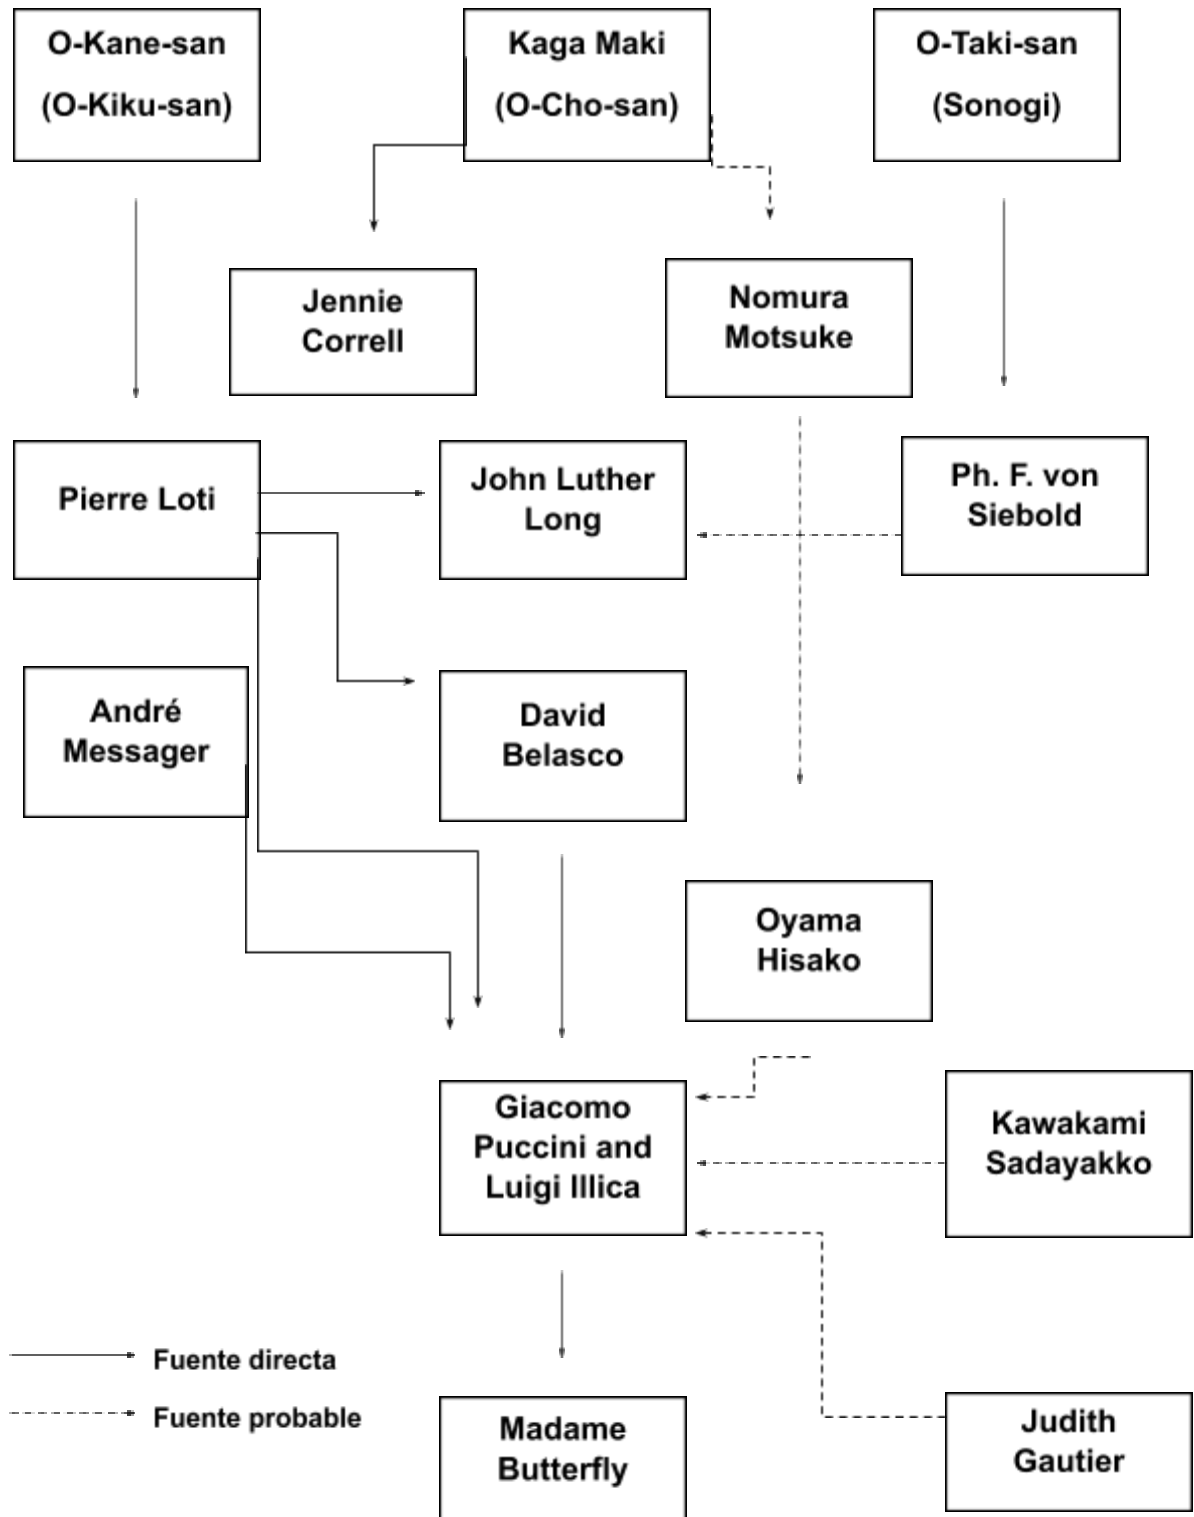 O-Kane-san
(O-Kiku-san)
Kaga Maki
(O-Cho-san)
O-Taki-san
(Sonogi)
Jennie
Correll
Nomura
Motsuke
Pierre Loti
John Luther
Long
Ph. F. von
Siebold
André
Messager
David
Belasco
Oyama
Hisako
Giacomo
Puccini and
Luigi Illica
Kawakami
Sadayakko
Fuente directa
Fuente probable
Madame
Butterfly
Judith
Gautier